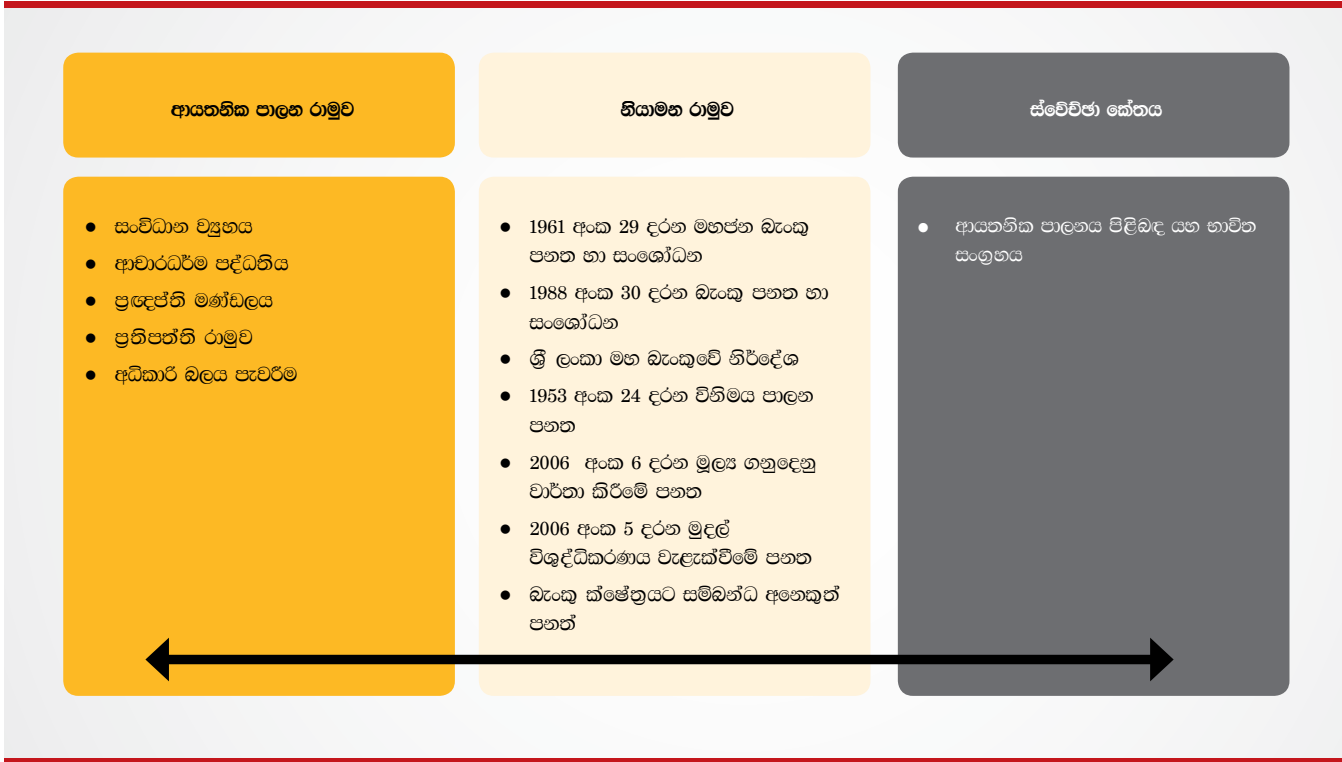 ආයතනික පාලන රාමුව
සංවිධාන ව්‍යුහය
ආචාරධර්ම පද්ධතිය
ප්‍රඥප්ති මණ්ඩලය
ප්‍රතිපත්ති රාමුව
අධිකාරි බලය පැවරීම
නියාමන රාමුව
1961 අංක 29 දරන මහජන බැංකු
පනත හා සංශෝධන
1988 අංක 30 දරන බැංකු පනත හා
සංශෝධන
ශ්‍රී ලංකා මහ බැංකුවේ නිර්දේශ
1953 අංක 24 දරන විනිමය පාලන
පනත
2006 අංක 6 දරන මූල්‍ය ගනුදෙනු
වාර්තා කිරීමේ පනත
2006 අංක 5 දරන මුදල්
විශුද්ධිකරණය වැළැක්වීමේ පනත
බැංකු ක්ෂේත්‍රයට සම්බන්ධ අනෙකුත්
පනත්
ස්වේච්ඡා කේතය
ආයතනික පාලනය පිළිබඳ යහ භාවිත
සංග්‍රහය